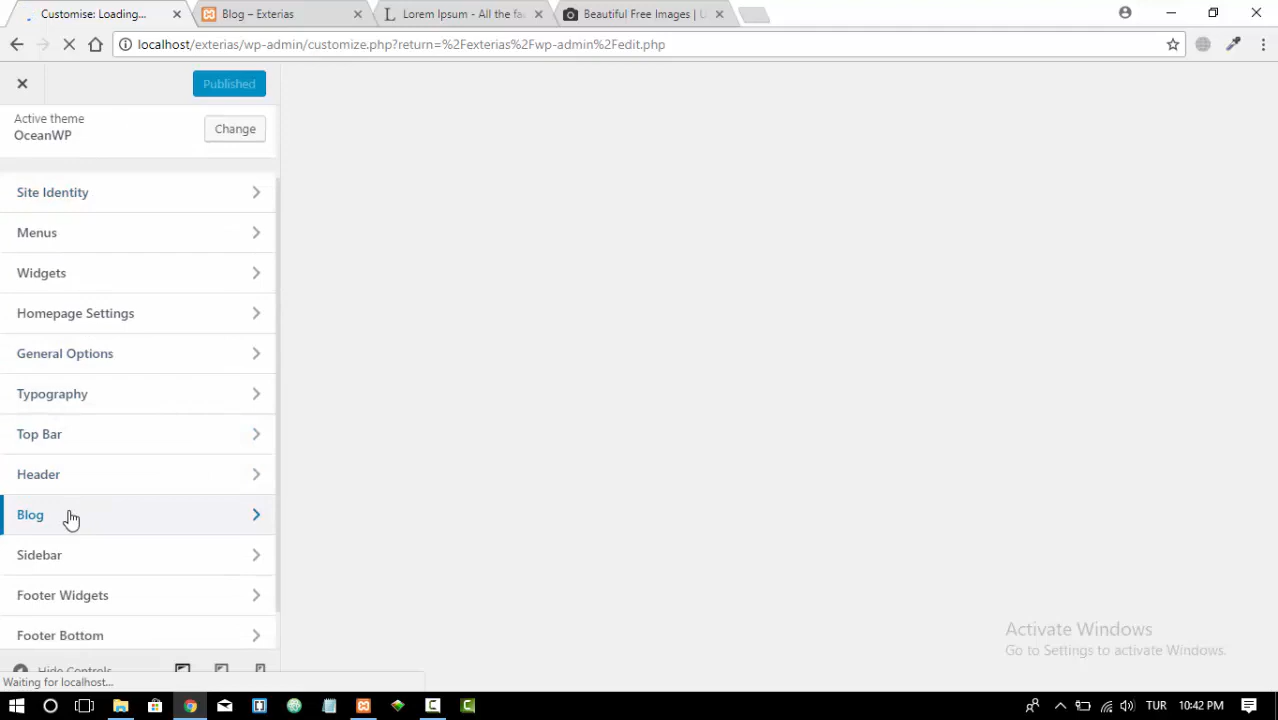 Customise: Loading...
Blog – Exterias
Lorem Ipsum - All the fa
Beautiful Free Images | U
localhost/exterias/wp-admin/customize.php?return=%2Fexterias%2Fwp-admin%2Fedit.php
Published
Active theme
OceanWP
Change
Site Identity
Menus
Widgets
Homepage Settings
General Options
Typography
Top Bar
Header
Blog
Sidebar
Footer Widgets
Footer Bottom
Hide Controls
Waiting for localhost...
Activate Windows
Go to Settings to activate Windows.
TUR
10:42 PM